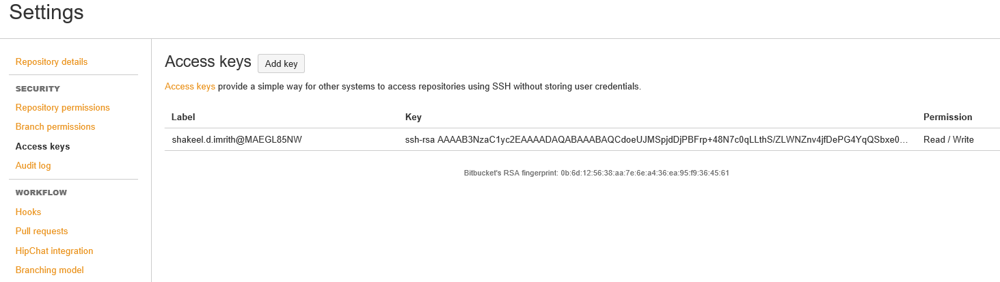 Settings
Repository details
SECURITY
Repository permissions
Branch permissions
Access keys
Audit log
WORKFLOW
Hooks
Pull requests
HipChat integration
Branching model
Access keys Add key
Access keys provide a simple way for other systems to access repositories using SSH without storing user credentials.
Label Key Permission
shakeel.d.imrith@MAEGL85NW ssh-rsa AAAAB3NzaC1yc2EAAAADAQABAAABAQCdoeUJMSpjdDjPBFrp+48N7c0qLLthS/ZLWNZnv4jfDePG4YqQSbxe0... Read / Write
Bitbucket's RSA fingerprint: 0b:6d:12:56:38:aa:7e:6e:a4:36:ea:95:f9:36:45:61